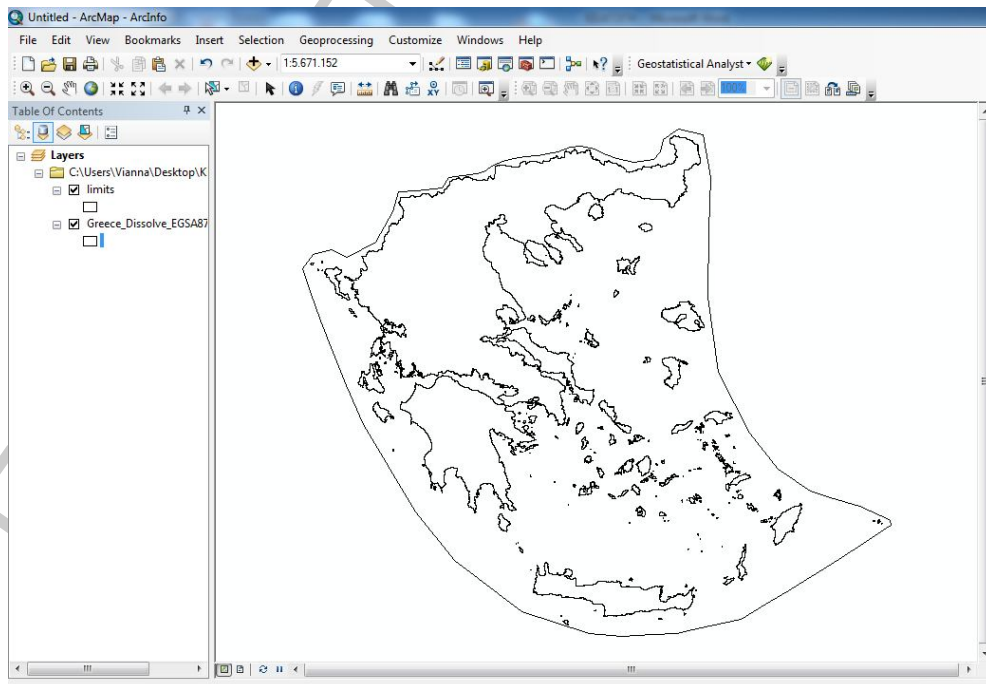 Untitled - ArcMap - ArcInfo
File Edit View Bookmarks Insert Selection Geoprocessing Customize Windows Help
1:5.671.152 Geostatistical Analyst
100%
Table Of Contents
Layers
C:\Users\Vianna\Desktop\K
limits
Greece_Dissolve_EGSA87